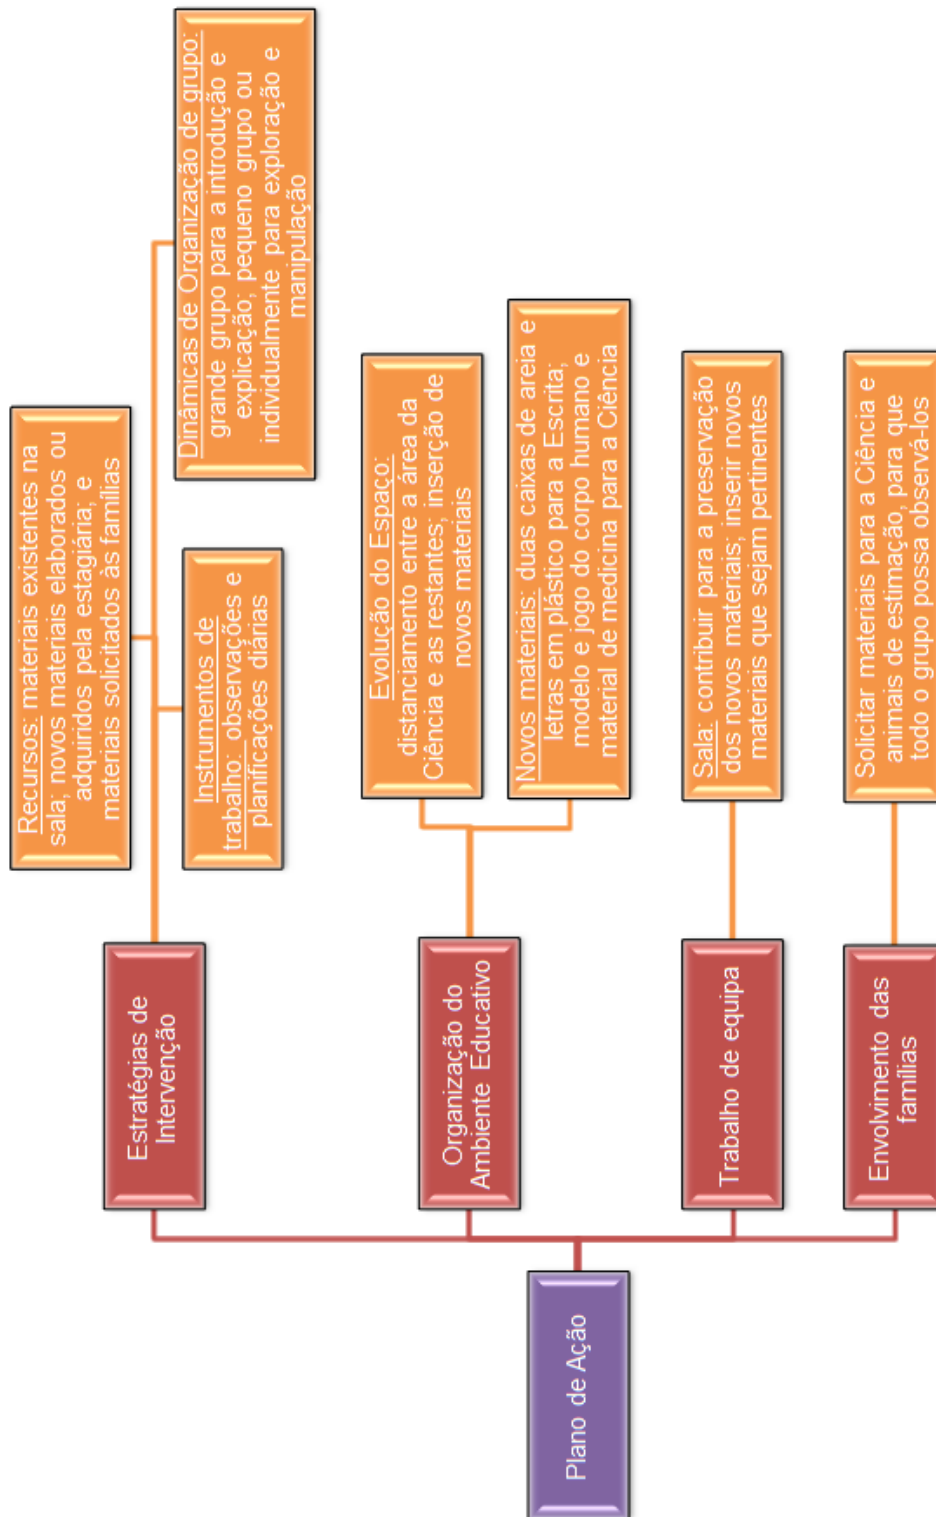 Plano de Ação
Estratégias de
Intervenção
Recursos: materiais existentes na
sala; novos materiais elaborados ou
adquiridos pela estagiária; e
materiais solicitados às famílias
Instrumentos de
trabalho: observações e
planificações diárias
Dinâmicas de Organização de grupo:
grande grupo para a introdução e
explicação; pequeno grupo ou
individualmente para exploração e
manipulação
Organização do
Ambiente Educativo
Evolução do Espaço:
distanciamento entre a área da
Ciência e as restantes; inserção de
novos materiais
Novos materiais: duas caixas de areia e
letras em plástico para a Escrita;
modelo e jogo do corpo humano e
material de medicina para a Ciência
Trabalho de equipa
Sala: contribuir para a preservação
dos novos materiais; inserir novos
materiais que sejam pertinentes
Envolvimento das
famílias
Solicitar materiais para a Ciência e
animais de estimação, para que
todo o grupo possa observá-los